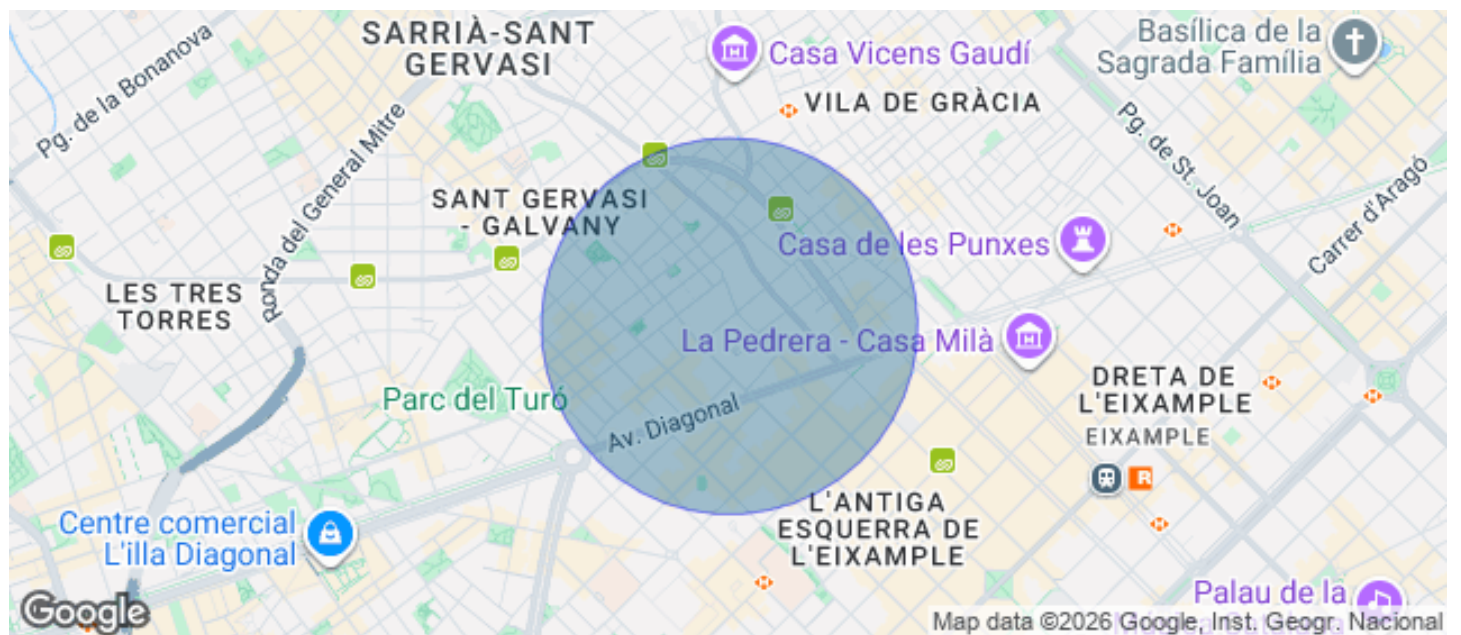 SARRIÀ-SANT
GERVASI
Casa Vicens Gaudí
Basílica de la
Sagrada Família
Pg. de la Bonanova
VILA DE GRÀCIA
Ronda del General Mitre
Pg. de St. Joan
Carrer d'Aragó
SANT GERVASI
- GALVANY
Casa de les Punxes
LES TRES
TORRES
La Pedrera - Casa Milà
Parc del Turó
Av. Diagonal
DRETA DE
L'EIXAMPLE
EIXAMPLE
R
L'ANTIGA
ESQUERRA DE
L'EIXAMPLE
Centre comercial
L'illa Diagonal
Palau de la
Google
Map data ©2026 Google, Inst. Geogr. Nacional